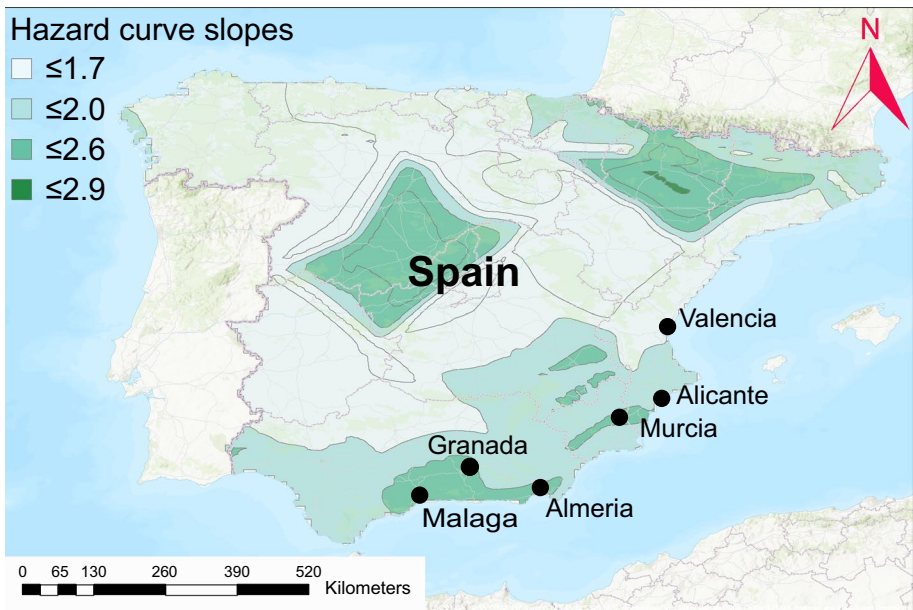 Hazard curve slopes
≤1.7
≤2.0
≤2.6
≤2.9
N
Spain
Valencia
Alicante
Murcia
Granada
Malaga
Almeria
0 65 130 260 390 520
Kilometers